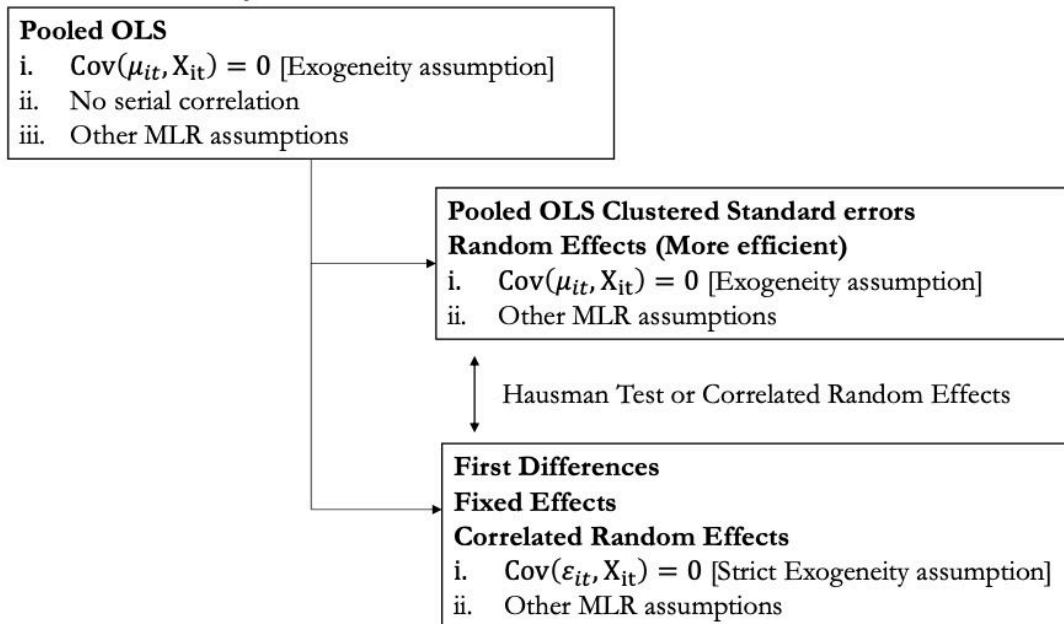 Pooled OLS
i. Cov(μ_it, X_it) = 0 [Exogeneity assumption]
ii. No serial correlation
iii. Other MLR assumptions
Pooled OLS Clustered Standard errors
Random Effects (More efficient)
i. Cov(μ_it, X_it) = 0 [Exogeneity assumption]
ii. Other MLR assumptions
Hausman Test or Correlated Random Effects
First Differences
Fixed Effects
Correlated Random Effects
i. Cov(ε_it, X_it) = 0 [Strict Exogeneity assumption]
ii. Other MLR assumptions